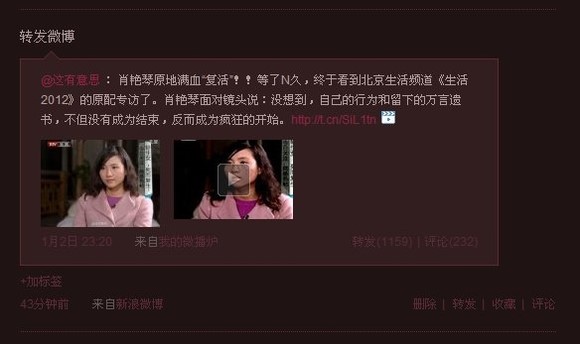 转发微博
@这有意思 ： 肖艳琴原地满血“复活”！！ 等了N久，终于看到北京生活频道《生活
2012》的原配专访了。肖艳琴面对镜头说：没想到，自己的行为和留下的万言遗
书，不但没有成为结束，反而成为疯狂的开始。http://t.cn/SiL1tn
1月2日 23:20 来自我的微播炉 转发(1159) | 评论(232)
+加标签
43分钟前 来自新浪微博 删除 | 转发 | 收藏 | 评论